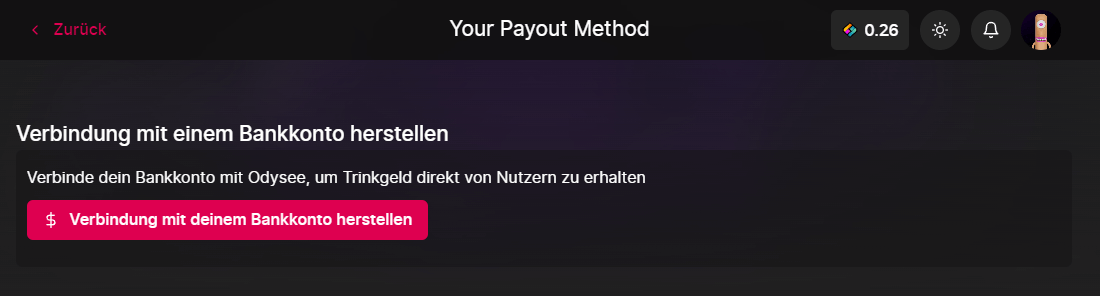 Zurück
Your Payout Method
0.26
Verbindung mit einem Bankkonto herstellen
Verbinde dein Bankkonto mit Odysee, um Trinkgeld direkt von Nutzern zu erhalten
$ Verbindung mit deinem Bankkonto herstellen